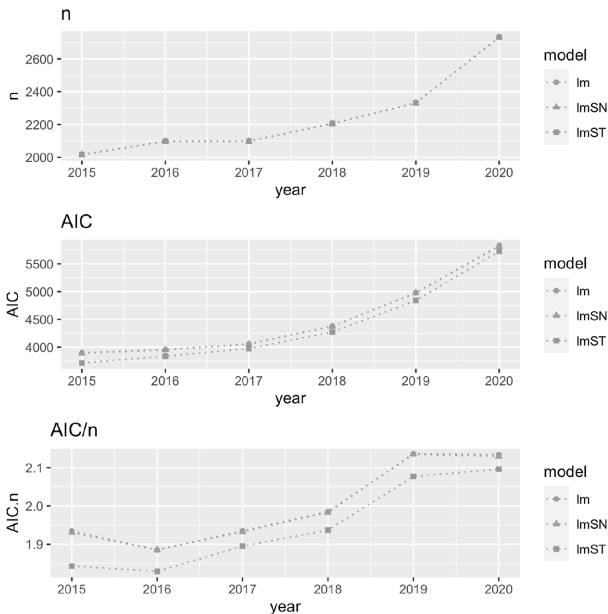 n
2600
2400
2200
2000
n
2015 2016 2017 2018 2019 2020
year
model
lm
lmSN
lmST
AIC
5500
5000
4500
4000
AIC
2015 2016 2017 2018 2019 2020
year
model
lm
lmSN
lmST
AIC/n
2.1
2.0
1.9
AIC.n
2015 2016 2017 2018 2019 2020
year
model
lm
lmSN
lmST